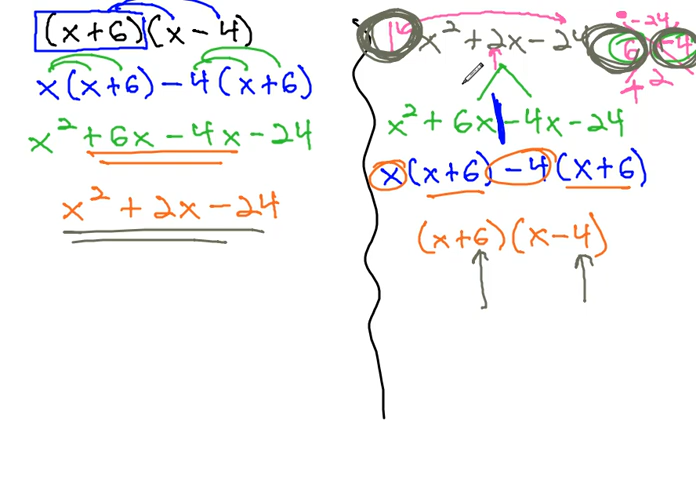 (x+6)(x-4)
x(x+6)-4(x+6)
x² + 6x - 4x - 24
x² + 2x - 24
x² + 2x - 24
• -24
6 -4
+ 2
x² + 6x - 4x - 24
x(x+6) - 4(x+6)
(x+6)(x-4)